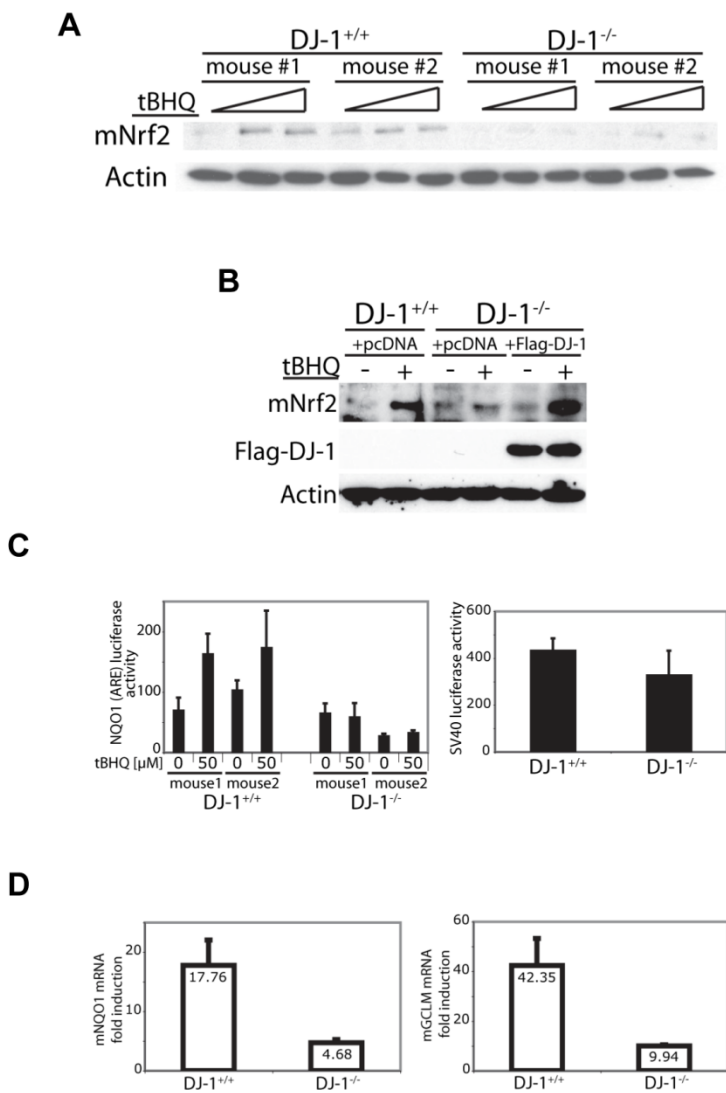 A
DJ-1+/+ DJ-1-/-
mouse #1 mouse #2 mouse #1 mouse #2
tBHQ
mNrf2
Actin
B
DJ-1+/+ DJ-1-/-
+pcDNA +pcDNA +Flag-DJ-1
tBHQ - + - + - +
mNrf2
Flag-DJ-1
Actin
C
NQO1 (ARE) luciferase
activity
200
100
0
tBHQ [µM] 0 50 0 50 0 50 0 50
mouse1 mouse2 mouse1 mouse2
DJ-1+/+ DJ-1-/-
SV40 luciferase activity
600
400
200
0
DJ-1+/+ DJ-1-/-
D
mNQO1 mRNA
fold induction
20
10
0
17.76
4.68
DJ-1+/+ DJ-1-/-
mGCLM mRNA
fold induction
60
40
20
0
42.35
9.94
DJ-1+/+ DJ-1-/-